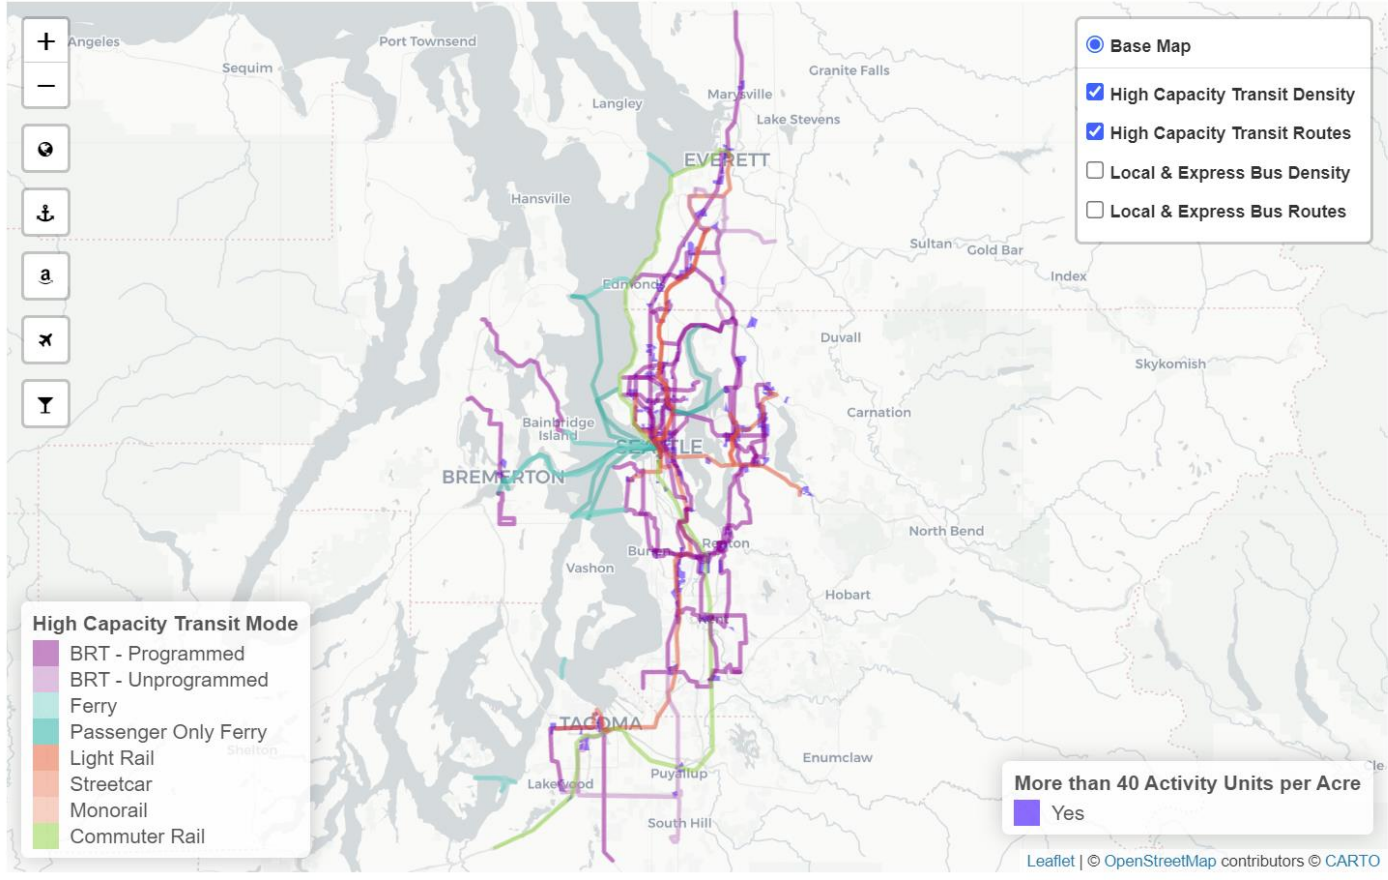 +
Angeles
Port Townsend
Sequim
−
Langley
Marysville
Granite Falls
Lake Stevens
Base Map
High Capacity Transit Density
High Capacity Transit Routes
Local & Express Bus Density
Local & Express Bus Routes
EVERETT
Hansville
Sultan
Gold Bar
Index
a
Edmonds
Duvall
Skykomish
Carnation
Bainbridge
Island
SEATTLE
BREMERTON
North Bend
Burien
Renton
Vashon
Hobart
Kent
High Capacity Transit Mode
BRT - Programmed
BRT - Unprogrammed
Ferry
Passenger Only Ferry
Light Rail
Streetcar
Monorail
Commuter Rail
Shelton
TACOMA
Enumclaw
Puyallup
Lakewood
South Hill
Cle
More than 40 Activity Units per Acre
Yes
Leaflet | © OpenStreetMap contributors © CARTO